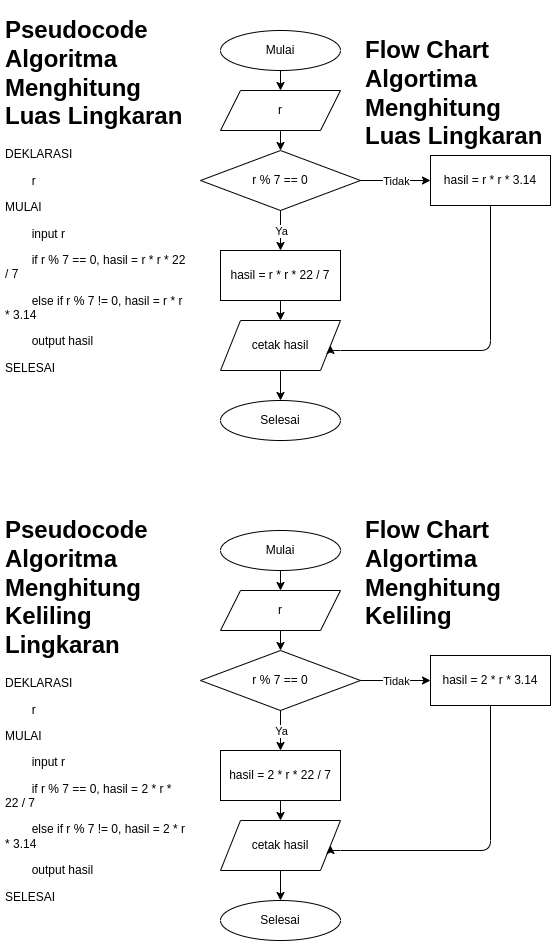 Pseudocode
Algoritma
Menghitung
Luas Lingkaran
DEKLARASI
r
MULAI
input r
if r % 7 == 0, hasil = r * r * 22
/ 7
else if r % 7 != 0, hasil = r * r
* 3.14
output hasil
SELESAI
Mulai
r
r % 7 == 0
Tidak
Ya
hasil = r * r * 22 / 7
cetak hasil
Selesai
Flow Chart
Algortima
Menghitung
Luas Lingkaran
hasil = r * r * 3.14
Pseudocode
Algoritma
Menghitung
Keliling
Lingkaran
DEKLARASI
r
MULAI
input r
if r % 7 == 0, hasil = 2 * r *
22 / 7
else if r % 7 != 0, hasil = 2 * r
* 3.14
output hasil
SELESAI
Mulai
r
r % 7 == 0
Tidak
Ya
hasil = 2 * r * 22 / 7
cetak hasil
Selesai
Flow Chart
Algortima
Menghitung
Keliling
hasil = 2 * r * 3.14